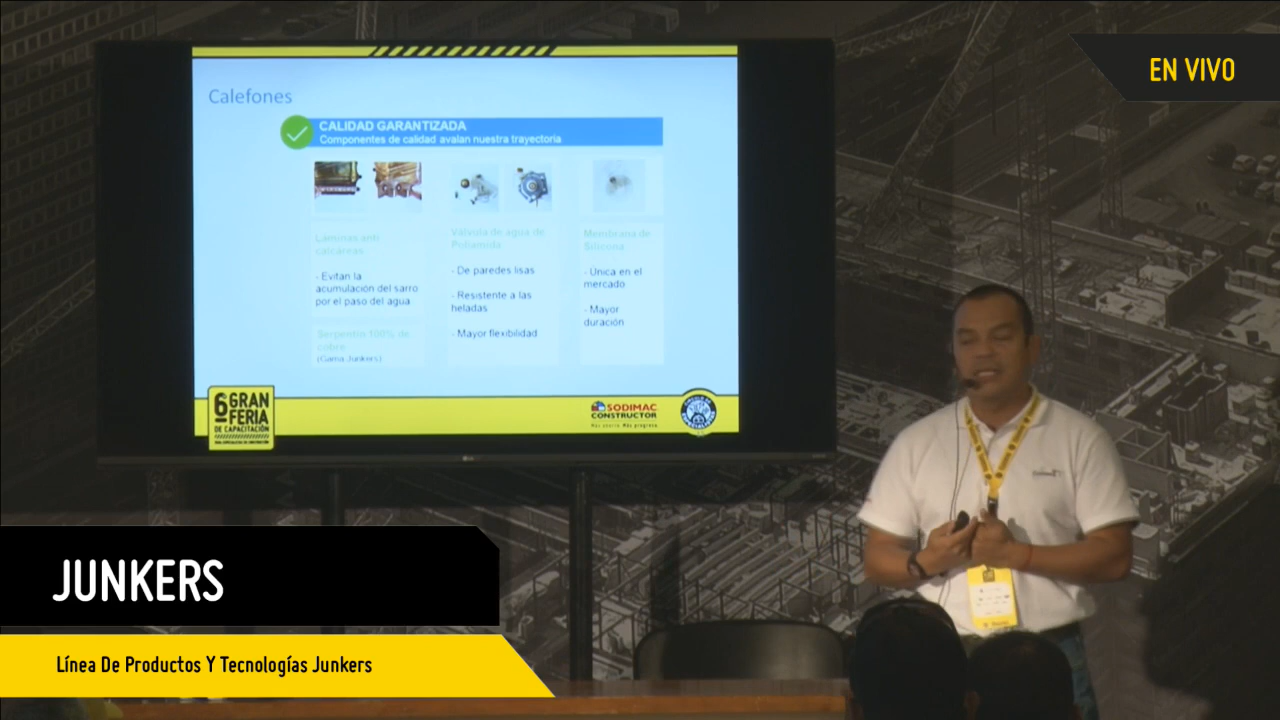 EN VIVO
Calefones
CALIDAD GARANTIZADA
Componentes de calidad avalan nuestra trayectoria
Láminas anti
calcáreas
- Evitan la
acumulación del sarro
por el paso del agua
Serpentín 100% de
cobre
(Gama Junkers)
Válvula de agua de
Poliamida
- De paredes lisas
- Resistente a las
heladas
- Mayor flexibilidad
Membrana de
Silicona
- Única en el
mercado
- Mayor
duración
6 GRAN
FERIA
DE CAPACITACIÓN
SODIMAC
CONSTRUCTOR
LG
JUNKERS
Línea De Productos Y Tecnologías Junkers